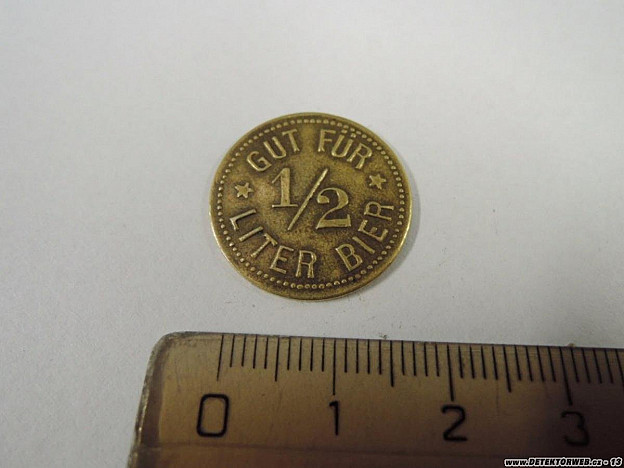 GUT FÜR
1/2
LITER BIER
0 1 2 3
www.DETEKTORWEB.cz - 13